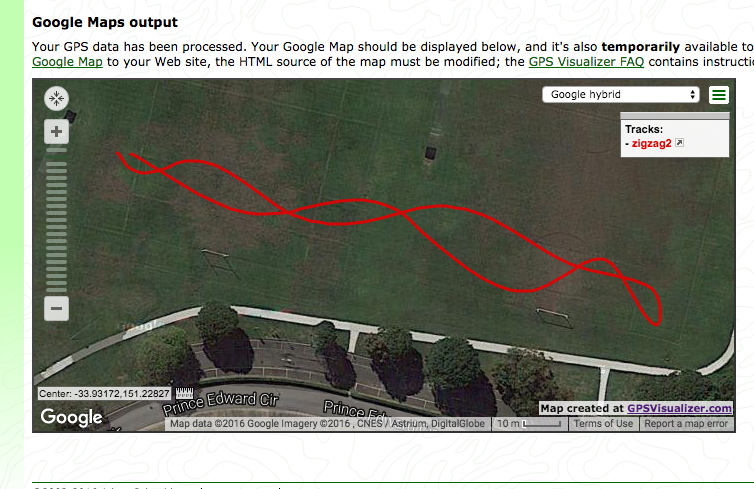 Google Maps output
Your GPS data has been processed. Your Google Map should be displayed below, and it's also temporarily available to
Google Map to your Web site, the HTML source of the map must be modified; the GPS Visualizer FAQ contains instructi
Google hybrid
Tracks:
- zigzag2
Center: -33.93172,151.22827
Prince Edward Cir
Prince Ed
Map created at GPSVisualizer.com
Google
Map data ©2016 Google Imagery ©2016 , CNES / Astrium, DigitalGlobe
10 m
Terms of Use
Report a map error